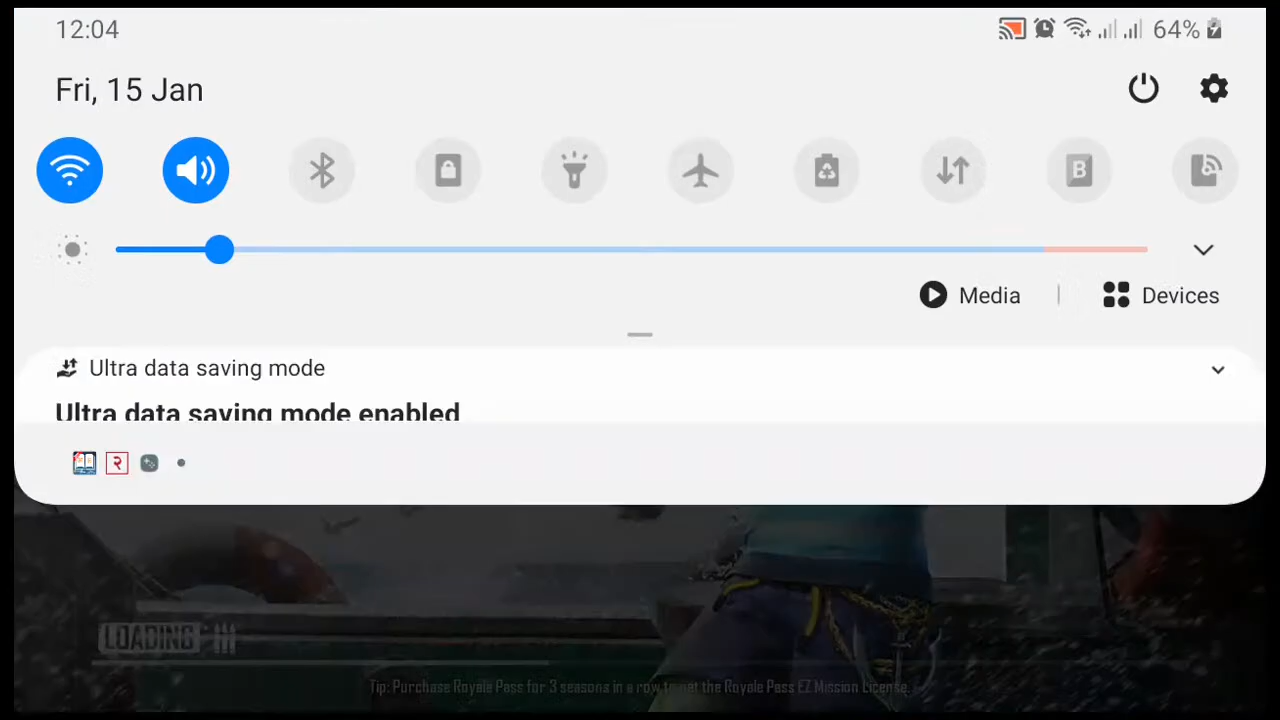 12:04
64%
Fri, 15 Jan
B
Media
Devices
Ultra data saving mode
Ultra data saving mode enabled
२
LOADING
Tip: Purchase Royale Pass for 3 seasons in a row to get the Royale Pass EZ Mission License.